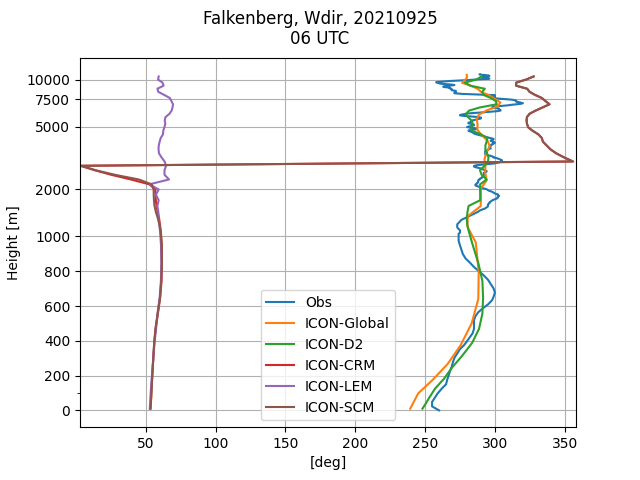 Falkenberg, Wdir, 20210925
06 UTC
10000
7500
5000
2000
1000
800
600
400
200
0
Height [m]
Obs
ICON-Global
ICON-D2
ICON-CRM
ICON-LEM
ICON-SCM
50
100
150
200
250
300
350
[deg]